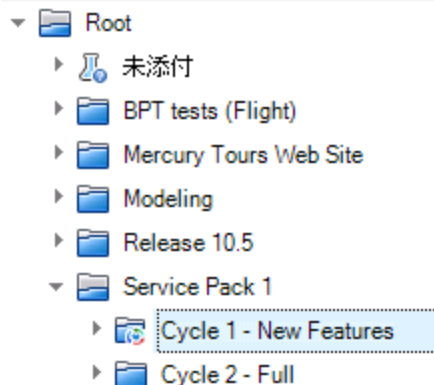 Root
未添付
BPT tests (Flight)
Mercury Tours Web Site
Modeling
Release 10.5
Service Pack 1
Cycle 1 - New Features
Cycle 2 - Full